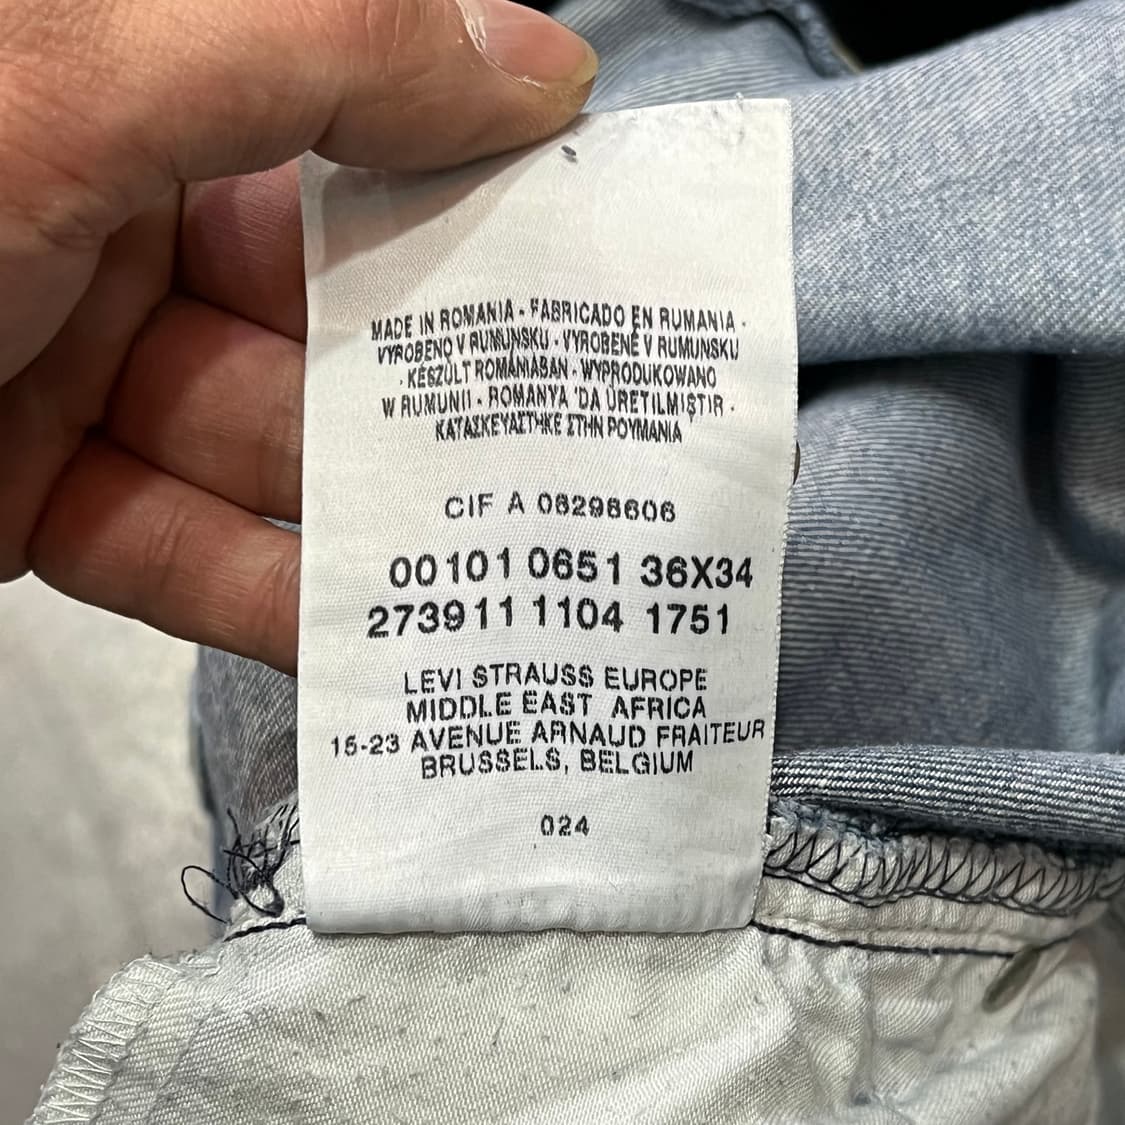 MADE IN ROMANIA - FABRICADO EN RUMANIA -
VYROBENO V RUMUNSKU - VYROBENÉ V RUMUNSKU
- KÉSZÜLT ROMÁNIÁBAN - WYPRODUKOWANO
W RUMUNII - ROMANYA 'DA ÜRETILMIŞTIR -
ΚΑΤΑΣΚΕΥΑΣΤΗΚΕ ΣΤΗΝ ΡΟΥΜΑΝΙΑ
CIF A 08298606
00101 0651 36X34
273911 1104 1751
LEVI STRAUSS EUROPE
MIDDLE EAST AFRICA
15-23 AVENUE ARNAUD FRAITEUR
BRUSSELS, BELGIUM
024